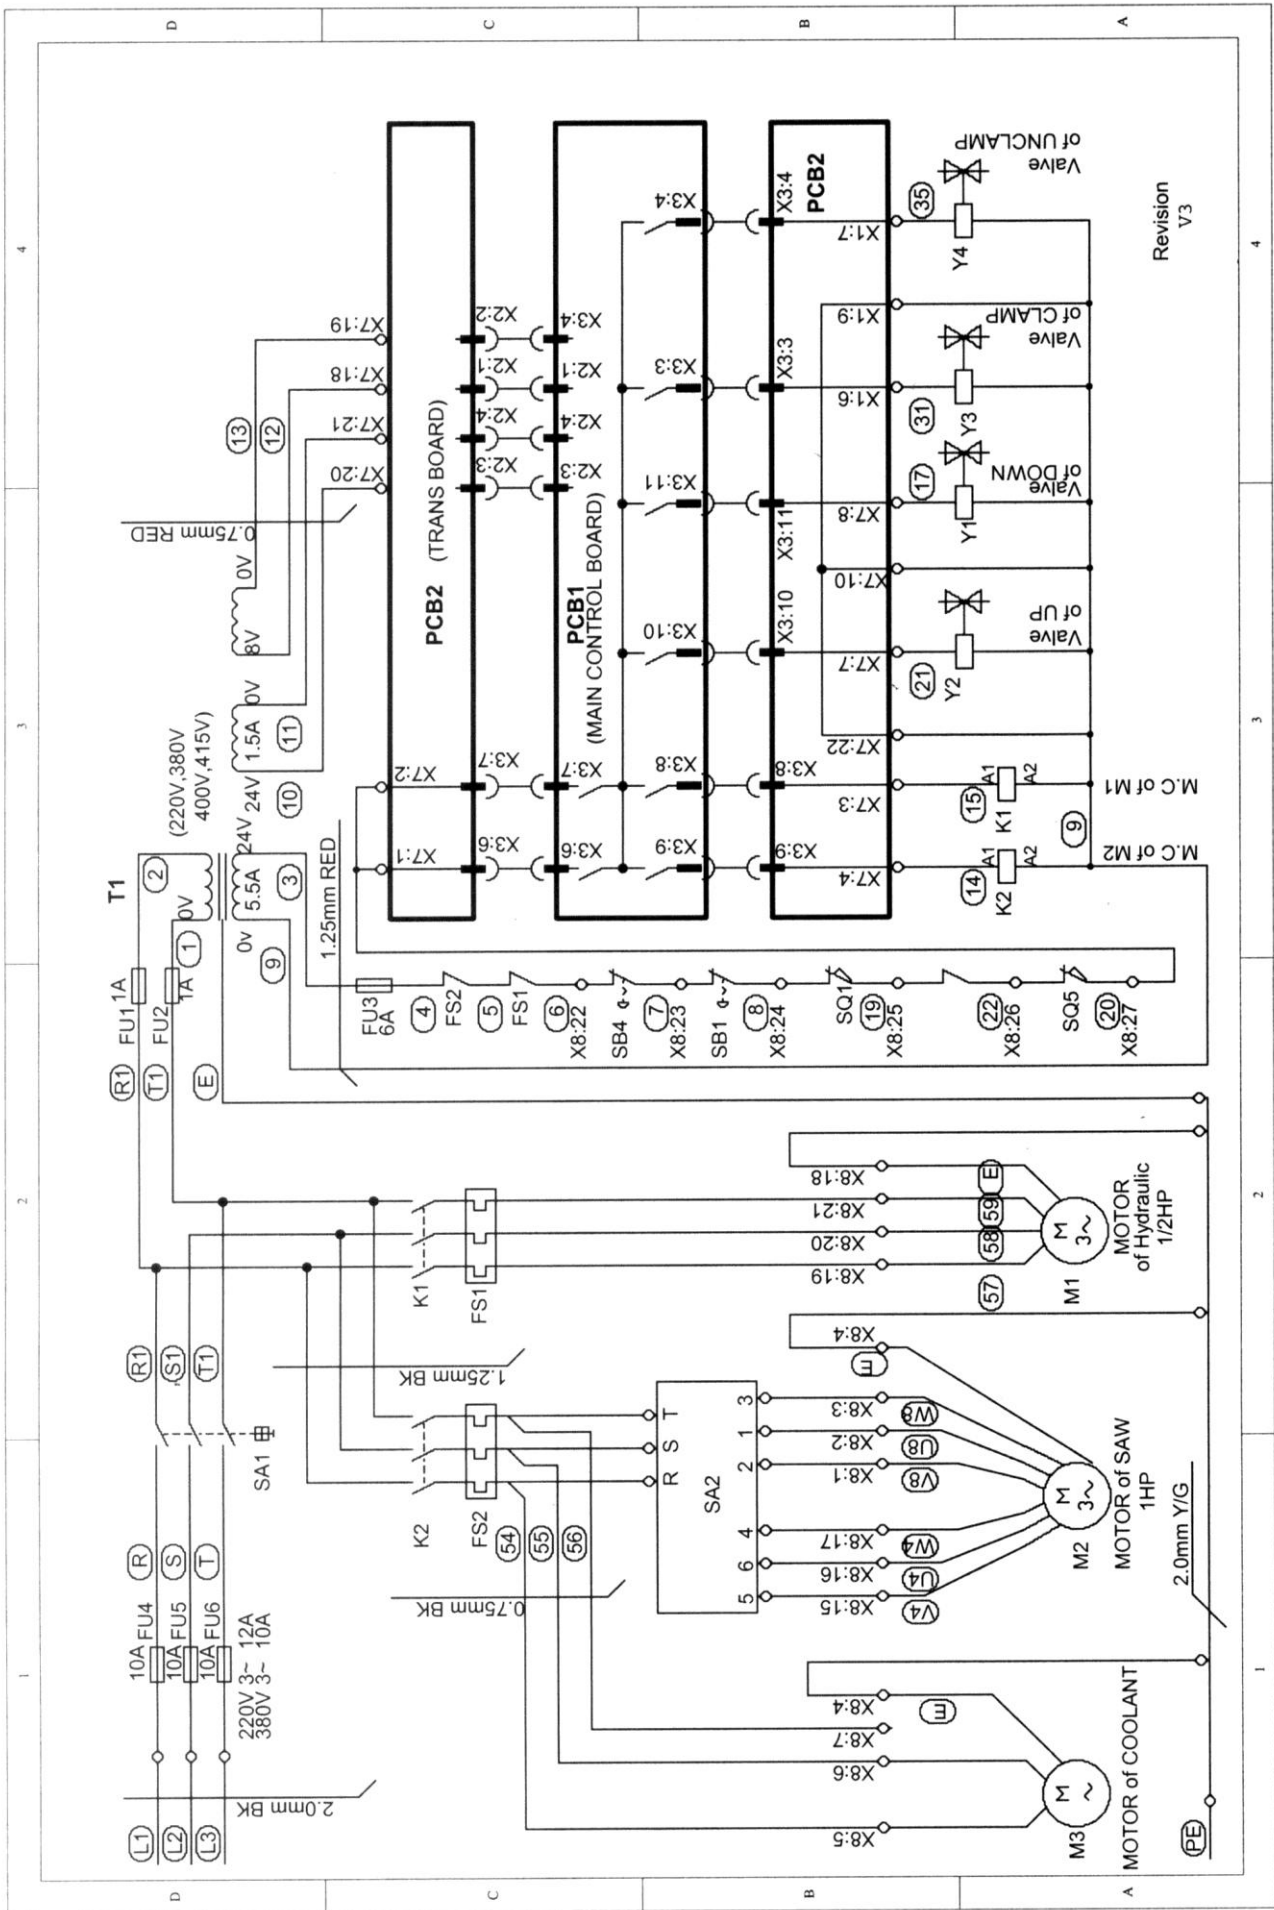 D
C
B
A
1
2
3
4
L1
L2
L3
2.0mm BK
10A FU4
10A FU5
10A FU6
220V 3~ 12A
380V 3~ 10A
R
S
T
SA1
R1
S1
T1
R1
T1
E
FU1 1A
FU2 1A
1
2
T1
(220V,380V
400V,415V)
0V
0v
5.5A
24V
9
3
24V
1.5A
0V
10
11
8V
0V
13
12
0.75mm RED
1.25mm RED
X7:1
X7:2
X7:20
X7:21
X7:18
X7:19
PCB2
(TRANS BOARD)
X3:6
X3:7
X2:3
X2:4
X2:1
X2:2
X3:6
X3:7
X2:3
X2:4
X2:1
X3:4
PCB1
(MAIN CONTROL BOARD)
X3:9
X3:8
X3:10
X3:11
X3:3
X3:4
X3:9
X3:8
X3:10
X3:11
X3:3
X3:4
PCB2
X7:4
X7:3
X7:22
X7:7
X7:10
X7:8
X1:6
X1:9
X1:7
14
15
21
17
31
35
K2
A1
A2
K1
A1
A2
9
Y2
Y1
Y3
Y4
M.C of M2
M.C of M1
Valve
of UP
Valve
of DOWN
Valve
of CLAMP
Valve
of UNCLAMP
Revision
V3
FU3
6A
4
FS2
5
FS1
6
X8:22
SB4
7
X8:23
SB1
8
X8:24
SQ1
19
X8:25
22
X8:26
SQ5
20
X8:27
K2
FS2
K1
FS1
1.25mm BK
54
55
56
0.75mm BK
R
S
T
SA2
5
6
4
2
1
3
X8:5
X8:6
X8:7
X8:4
E
X8:15
X8:16
X8:17
X8:1
X8:2
X8:3
X8:4
V4
U4
W4
V8
U8
W8
E
X8:19
X8:20
X8:21
X8:18
57
58
59
E
M
~
M3
MOTOR of COOLANT
M
3~
M2
MOTOR of SAW
1HP
M
3~
M1
MOTOR
of Hydraulic
1/2HP
2.0mm Y/G
PE
D
C
B
A
1
2
3
4